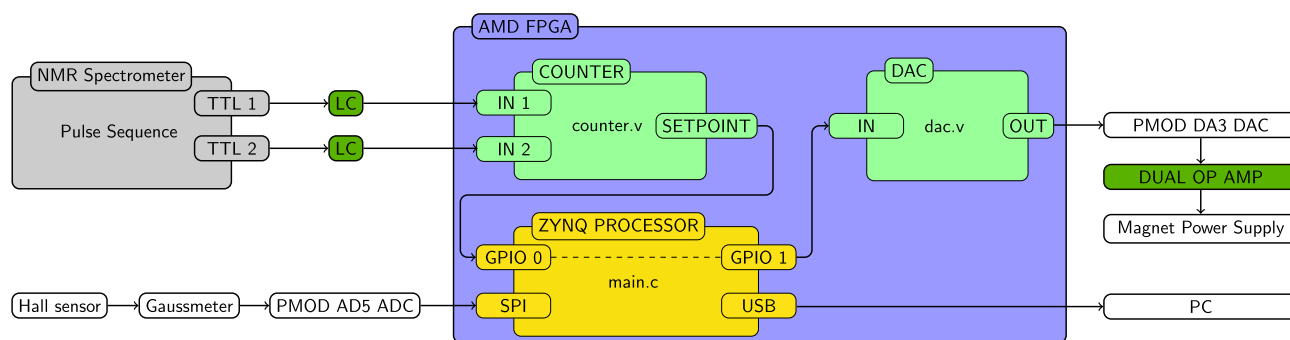 AMD FPGA
NMR Spectrometer
Pulse Sequence
TTL 1
TTL 2
LC
LC
COUNTER
IN 1
IN 2
counter.v
SETPOINT
DAC
IN
dac.v
OUT
PMOD DA3 DAC
DUAL OP AMP
Magnet Power Supply
ZYNQ PROCESSOR
GPIO 0
GPIO 1
main.c
SPI
USB
Hall sensor
Gaussmeter
PMOD AD5 ADC
PC